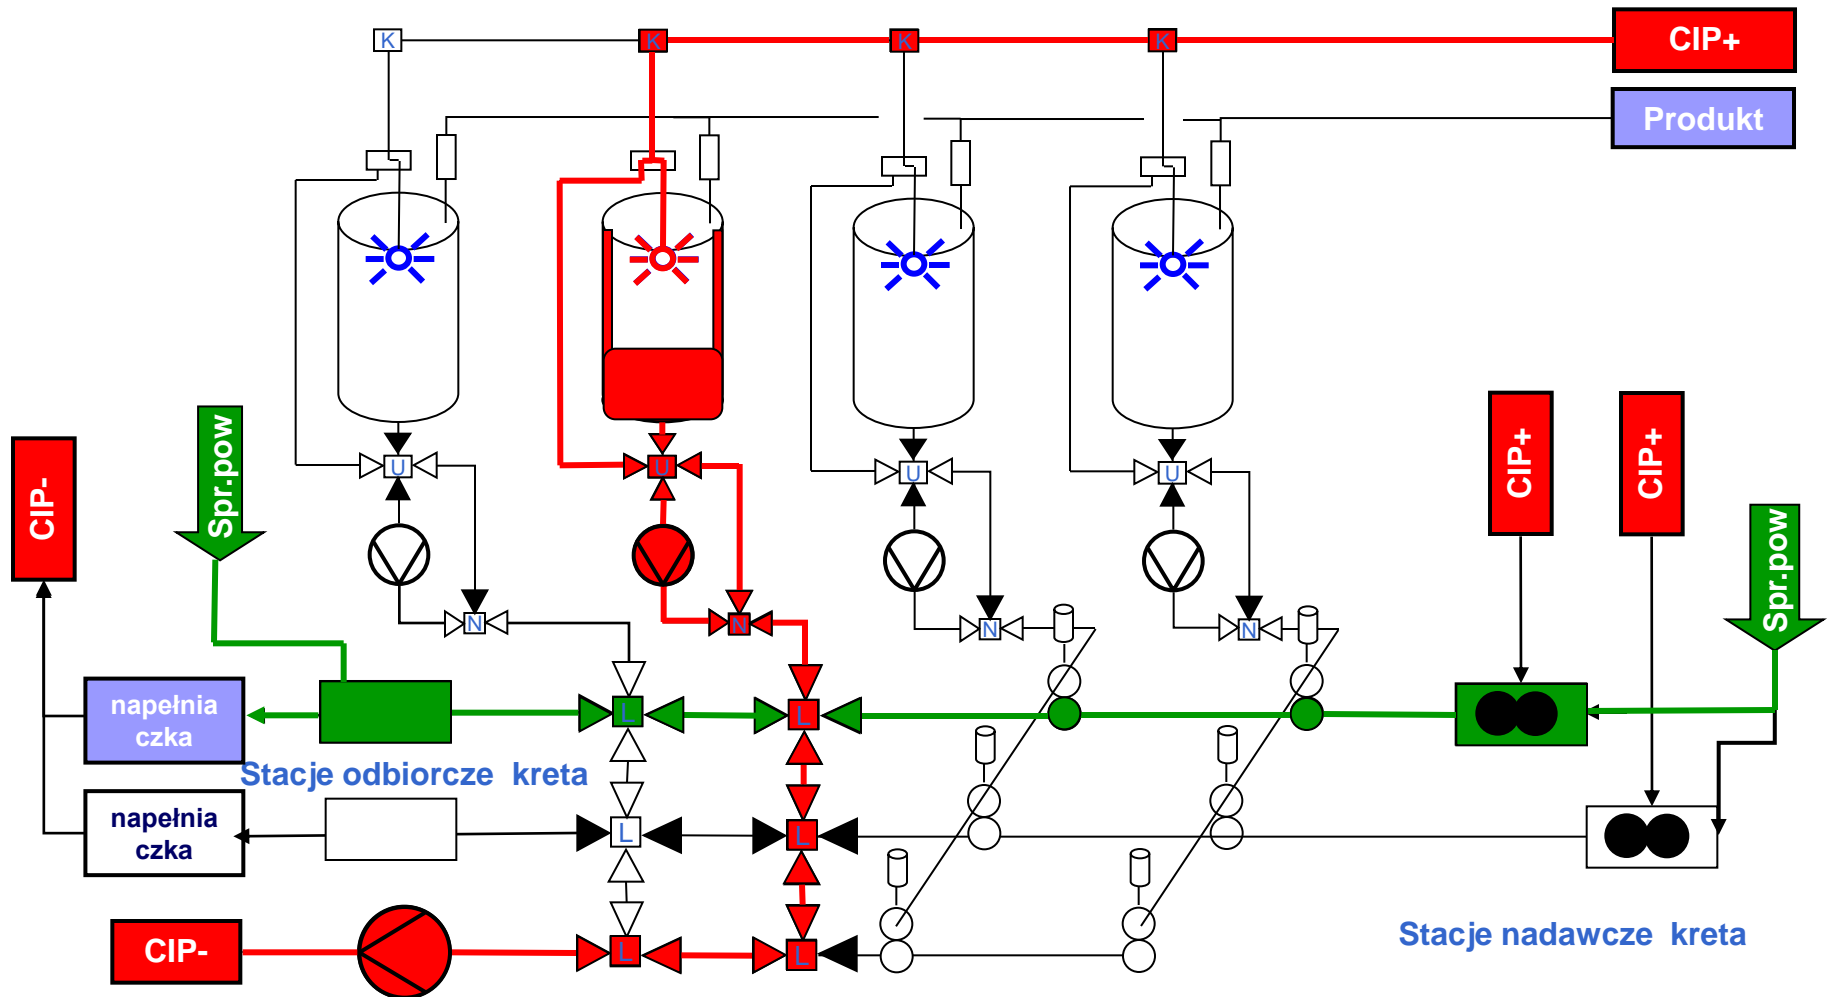 K K K K CIP+
Produkt
CIP+
CIP+
CIP-
Spr.pow
Spr.pow
U U U U
N N N N
napełnia
czka
L L
Stacje odbiorcze kreta
napełnia
czka
L L
Stacje nadawcze kreta
CIP-
L L